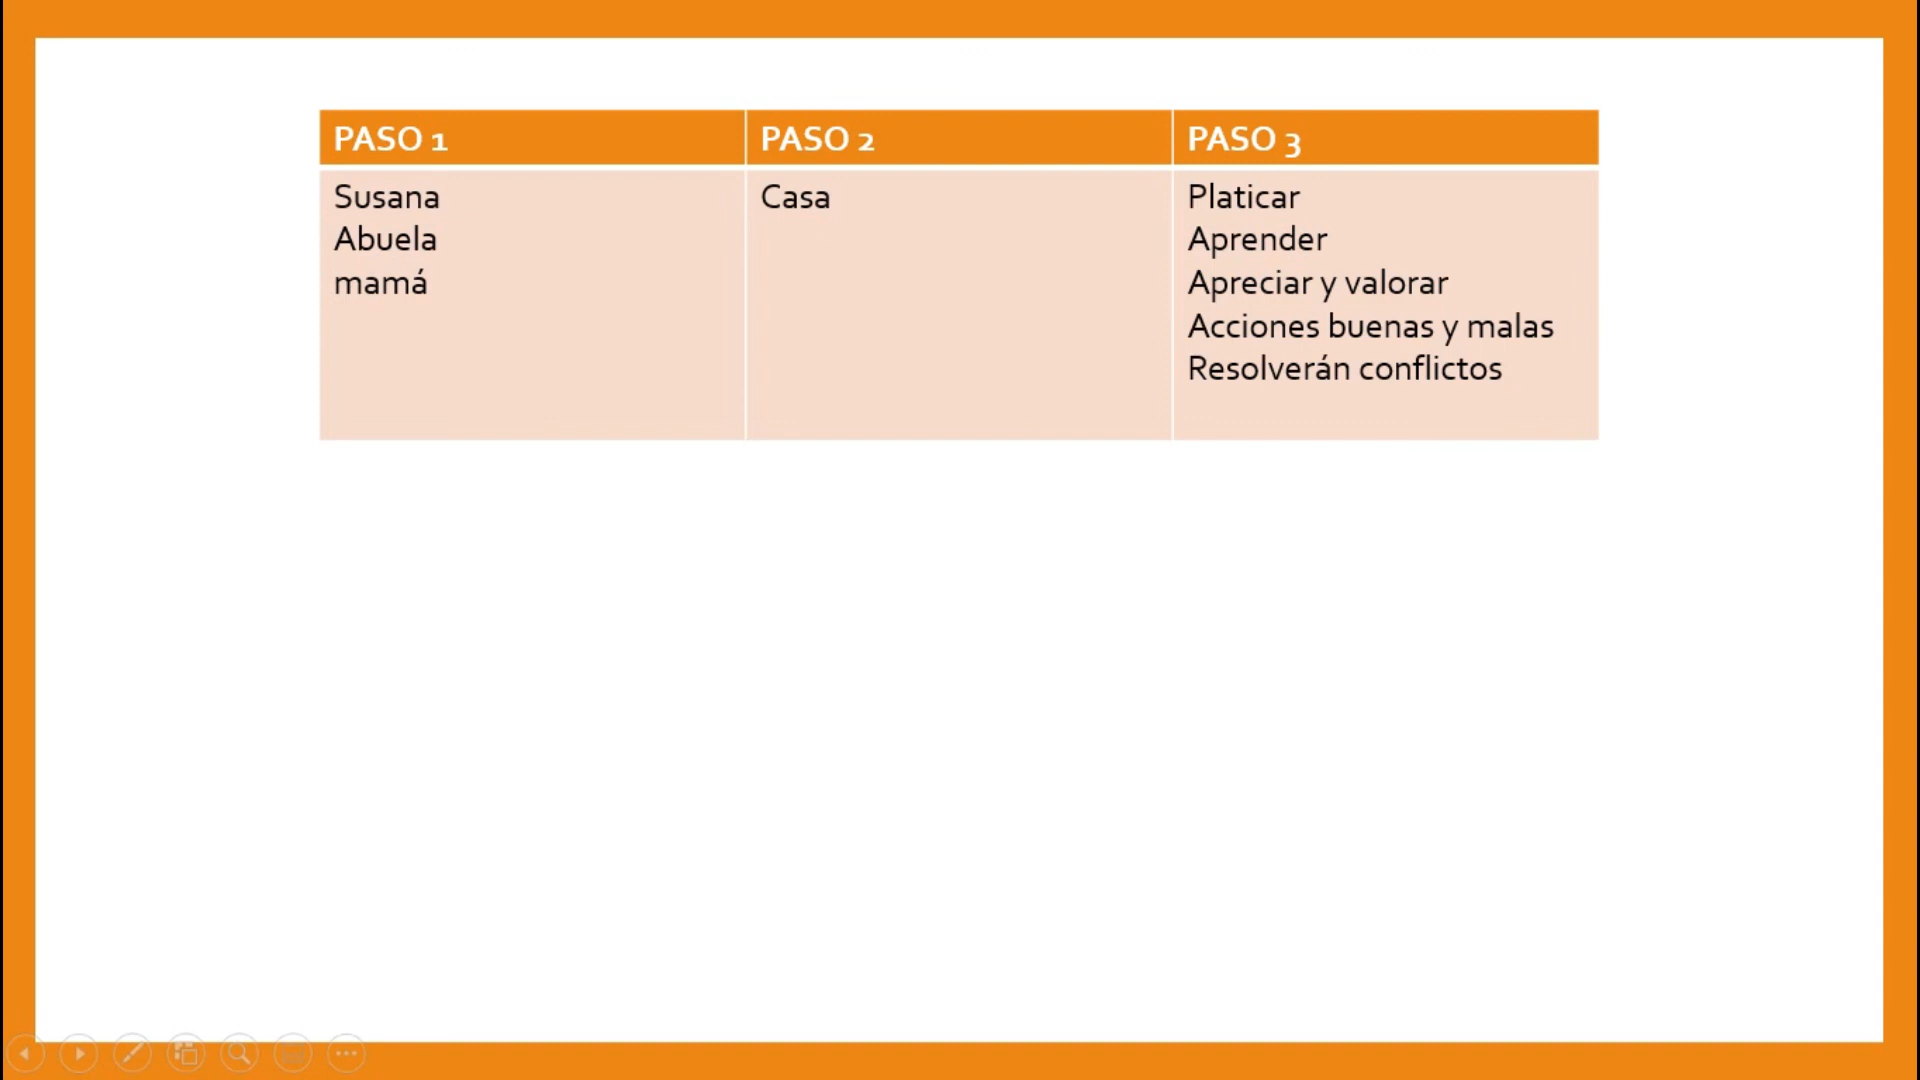 PASO 1
PASO 2
PASO 3
Susana
Abuela
mamá
Casa
Platicar
Aprender
Apreciar y valorar
Acciones buenas y malas
Resolverán conflictos